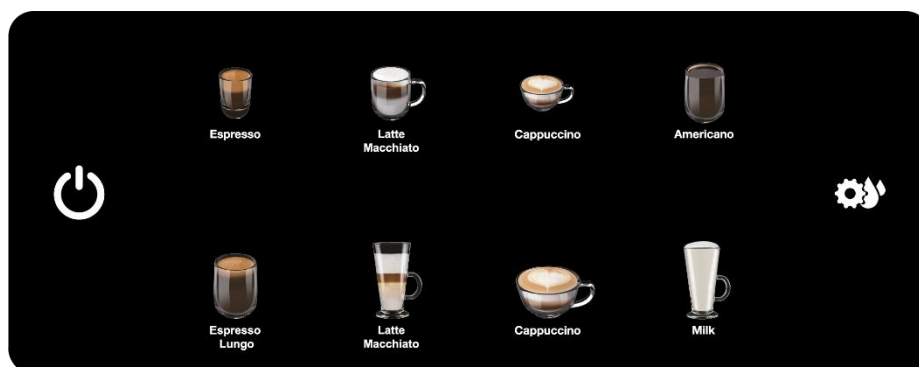 Espresso
Latte
Macchiato
Cappuccino
Americano
Espresso
Lungo
Latte
Macchiato
Cappuccino
Milk